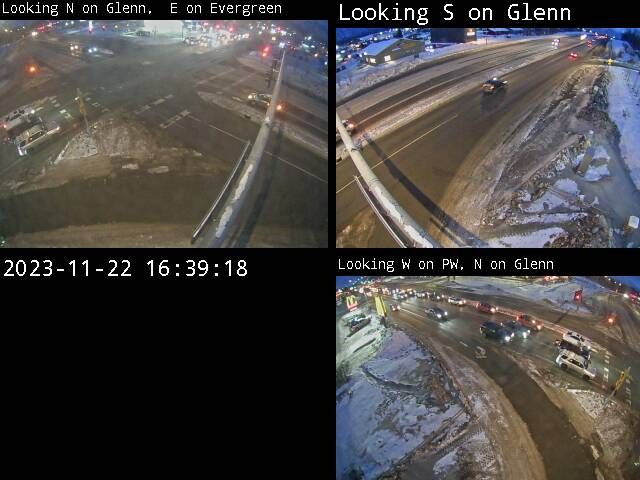 Looking N on Glenn, E on Evergreen
Looking S on Glenn
2023-11-22 16:39:18
Looking W on PW, N on Glenn